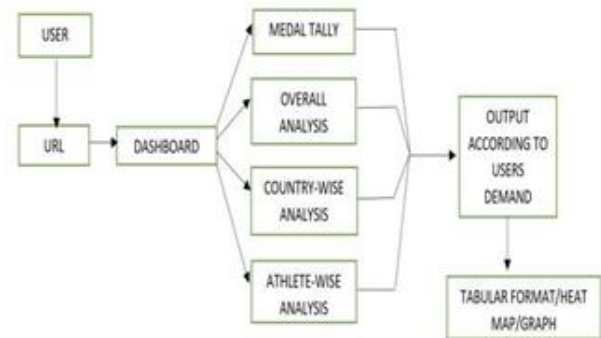 USER
URL
DASHBOARD
MEDAL TALLY
OVERALL
ANALYSIS
COUNTRY-WISE
ANALYSIS
ATHLETE-WISE
ANALYSIS
OUTPUT
ACCORDING TO
USERS
DEMAND
TABULAR FORMAT/HEAT
MAP/GRAPH